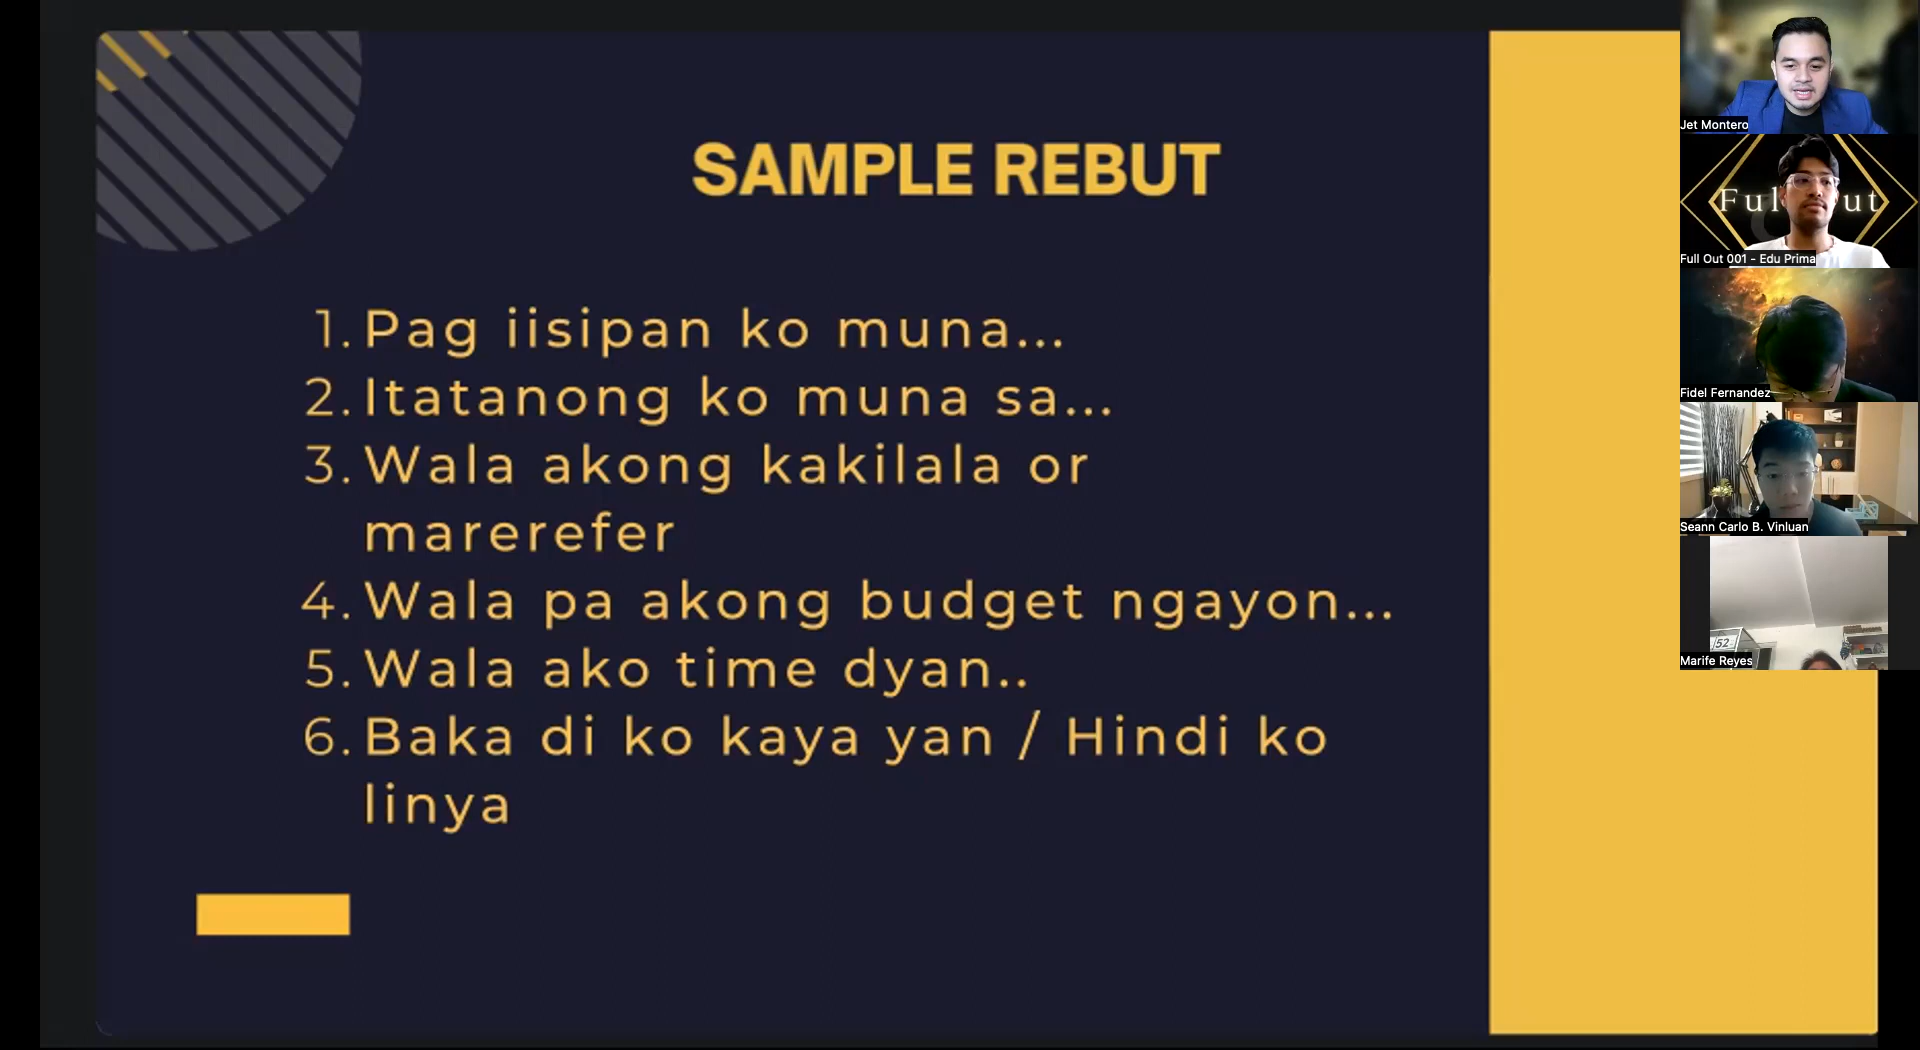 SAMPLE REBUT
1. Pag iisipan ko muna...
2. Itatanong ko muna sa...
3. Wala akong kakilala or
marerefer
4. Wala pa akong budget ngayon...
5. Wala ako time dyan..
6. Baka di ko kaya yan / Hindi ko
linya
Jet Montero
Full Out 001 - Edu Prima
Fidel Fernandez
Seann Carlo B. Vinluan
52
Marife Reyes